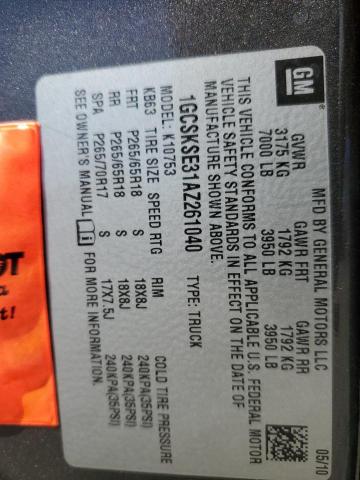 GM
®
MFD BY GENERAL MOTORS LLC
05/10
GVWR GAWR FRT GAWR RR
3175 KG 1792 KG 1792 KG
7000 LB 3950 LB 3950 LB
THIS VEHICLE CONFORMS TO ALL APPLICABLE U.S. FEDERAL MOTOR
VEHICLE SAFETY STANDARDS IN EFFECT ON THE DATE OF
MANUFACTURE SHOWN ABOVE.
1GCSKSE31AZ261040 TYPE: TRUCK
MODEL: K10753
KB63 TIRE SIZE SPEED RTG RIM COLD TIRE PRESSURE
FRT P265/65R18 S 18X8J 240KPA(35PSI)
RR P265/65R18 S 18X8J 240KPA(35PSI)
SPA P265/70R17 S 17X7.5J 240KPA(35PSI)
SEE OWNER'S MANUAL i FOR MORE INFORMATION.
OT
a
t!